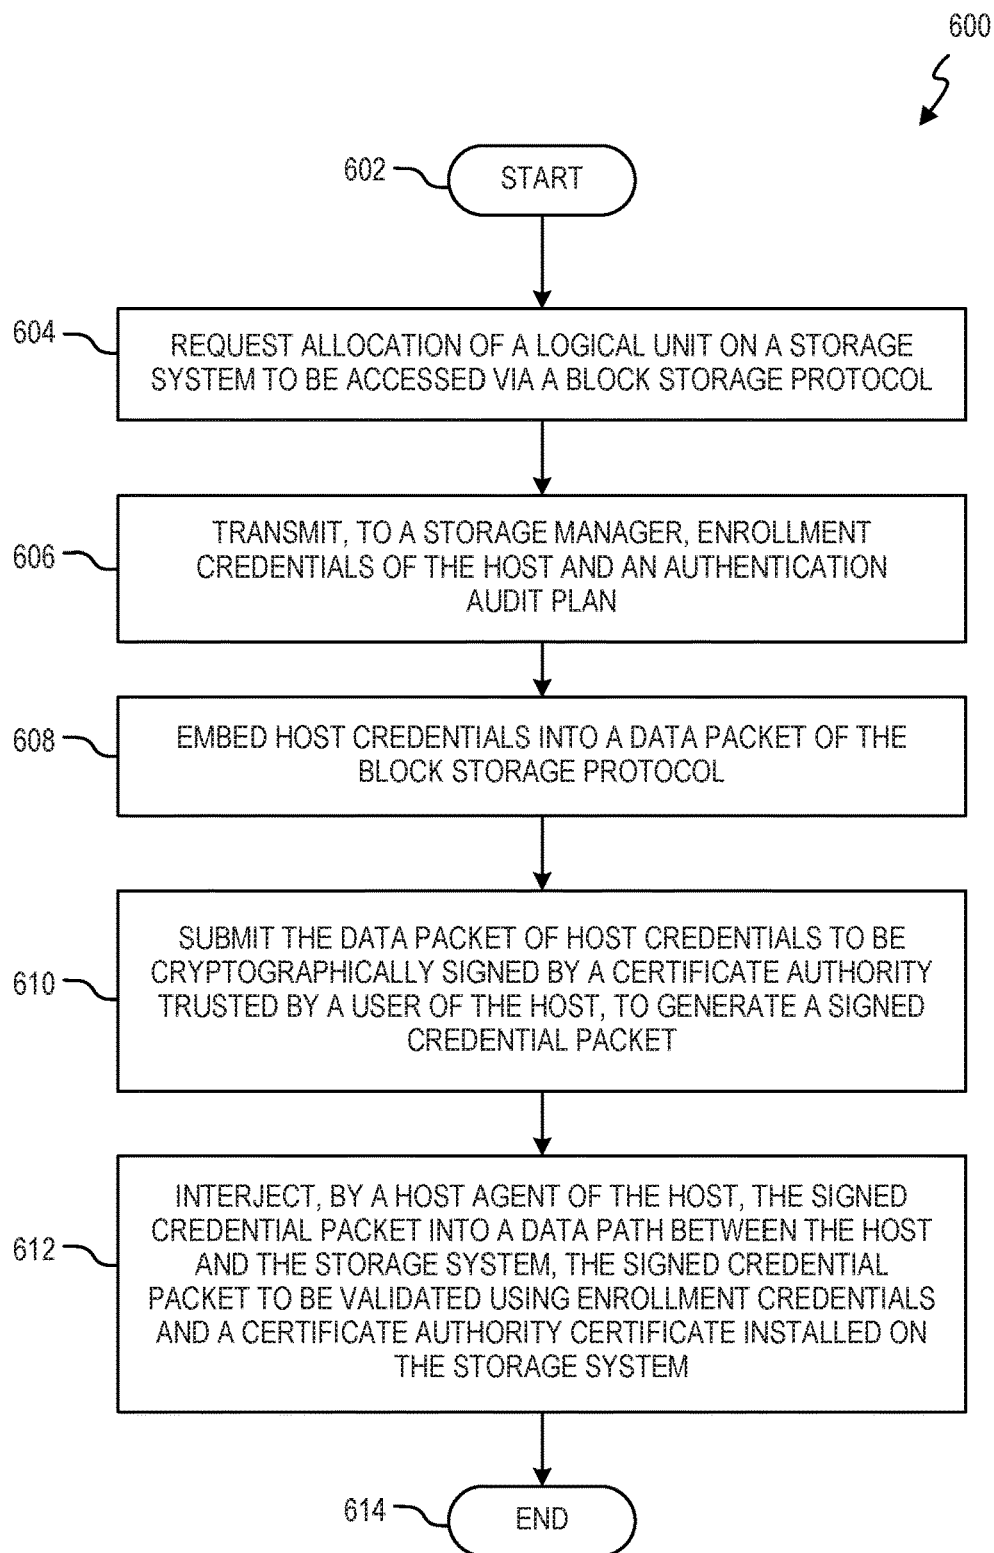 600
602
START
604
REQUEST ALLOCATION OF A LOGICAL UNIT ON A STORAGE
SYSTEM TO BE ACCESSED VIA A BLOCK STORAGE PROTOCOL
606
TRANSMIT, TO A STORAGE MANAGER, ENROLLMENT
CREDENTIALS OF THE HOST AND AN AUTHENTICATION
AUDIT PLAN
608
EMBED HOST CREDENTIALS INTO A DATA PACKET OF THE
BLOCK STORAGE PROTOCOL
610
SUBMIT THE DATA PACKET OF HOST CREDENTIALS TO BE
CRYPTOGRAPHICALLY SIGNED BY A CERTIFICATE AUTHORITY
TRUSTED BY A USER OF THE HOST, TO GENERATE A SIGNED
CREDENTIAL PACKET
612
INTERJECT, BY A HOST AGENT OF THE HOST, THE SIGNED
CREDENTIAL PACKET INTO A DATA PATH BETWEEN THE HOST
AND THE STORAGE SYSTEM, THE SIGNED CREDENTIAL
PACKET TO BE VALIDATED USING ENROLLMENT CREDENTIALS
AND A CERTIFICATE AUTHORITY CERTIFICATE INSTALLED ON
THE STORAGE SYSTEM
614
END